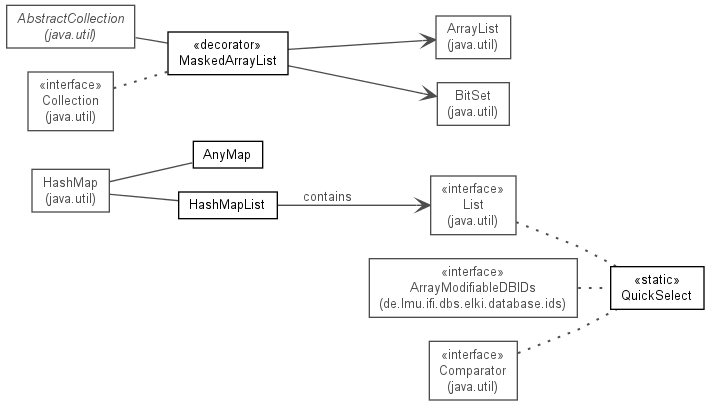 AbstractCollection
(java.util)
«decorator»
MaskedArrayList
ArrayList
(java.util)
«interface»
Collection
(java.util)
BitSet
(java.util)
AnyMap
HashMap
(java.util)
HashMapList
contains
«interface»
List
(java.util)
«interface»
ArrayModifiableDBIDs
(de.lmu.ifi.dbs.elki.database.ids)
«static»
QuickSelect
«interface»
Comparator
(java.util)